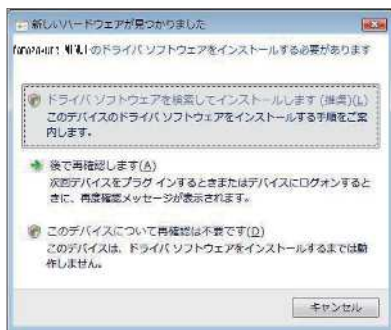 新しいハードウェアが見つかりました
のドライバ ソフトウェアをインストールする必要があります
ドライバ ソフトウェアを検索してインストールします (推奨)(L)
このデバイスのドライバ ソフトウェアをインストールする手順をご案
内します。
後で再確認します(A)
次回デバイスをプラグ インするときまたはデバイスにログオンすると
きに、再度確認メッセージが表示されます。
このデバイスについて再確認は不要です(D)
このデバイスは、ドライバ ソフトウェアをインストールするまでは動
作しません。
キャンセル